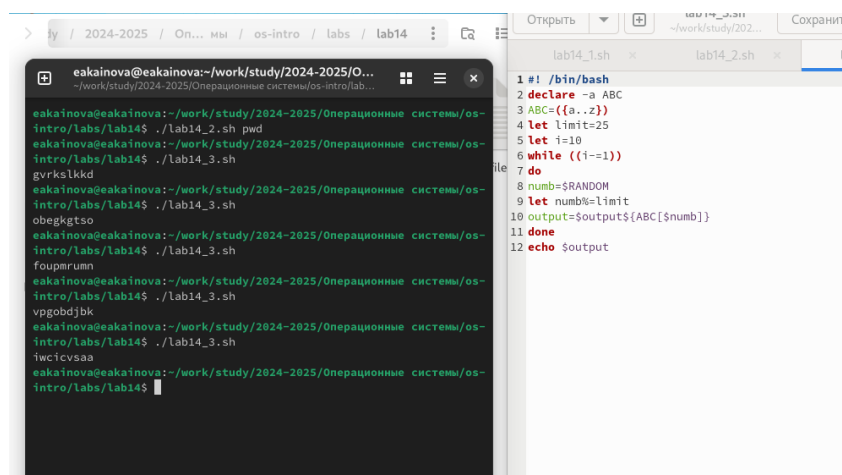 2024-2025 / Оп... мы / os-intro / labs / lab14
eakainova@eakainova:~/work/study/2024-2025/О...
~/work/study/2024-2025/Операционные системы/os-intro/lab...
eakainova@eakainova:~/work/study/2024-2025/Операционные системы/os-
intro/labs/lab14$ ./lab14_2.sh pwd
eakainova@eakainova:~/work/study/2024-2025/Операционные системы/os-
intro/labs/lab14$ ./lab14_3.sh
gvrkslkkd
eakainova@eakainova:~/work/study/2024-2025/Операционные системы/os-
intro/labs/lab14$ ./lab14_3.sh
obegkgtso
eakainova@eakainova:~/work/study/2024-2025/Операционные системы/os-
intro/labs/lab14$ ./lab14_3.sh
foupmrumn
eakainova@eakainova:~/work/study/2024-2025/Операционные системы/os-
intro/labs/lab14$ ./lab14_3.sh
vpgobdjbk
eakainova@eakainova:~/work/study/2024-2025/Операционные системы/os-
intro/labs/lab14$ ./lab14_3.sh
iwcicvsaa
eakainova@eakainova:~/work/study/2024-2025/Операционные системы/os-
intro/labs/lab14$
Открыть
lab14_3.sh
~/work/study/202...
Сохранит
lab14_1.sh
lab14_2.sh
1 #! /bin/bash
2 declare -a ABC
3 ABC=({a..z})
4 let limit=25
5 let i=10
6 while ((i-=1))
7 do
8 numb=$RANDOM
9 let numb%=limit
10 output=$output${ABC[$numb]}
11 done
12 echo $output